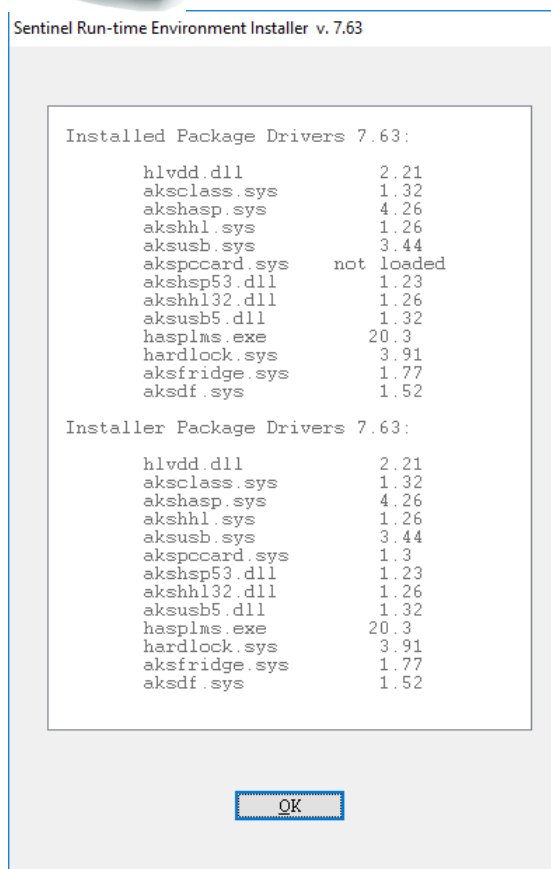 Sentinel Run-time Environment Installer v. 7.63
Installed Package Drivers 7.63:
hlvdd.dll 2.21
aksclass.sys 1.32
akshasp.sys 4.26
akshhl.sys 1.26
aksusb.sys 3.44
akspccard.sys not loaded
akshsp53.dll 1.23
akshhl32.dll 1.26
aksusb5.dll 1.32
hasplms.exe 20.3
hardlock.sys 3.91
aksfridge.sys 1.77
aksdf.sys 1.52
Installer Package Drivers 7.63:
hlvdd.dll 2.21
aksclass.sys 1.32
akshasp.sys 4.26
akshhl.sys 1.26
aksusb.sys 3.44
akspccard.sys 1.3
akshsp53.dll 1.23
akshhl32.dll 1.26
aksusb5.dll 1.32
hasplms.exe 20.3
hardlock.sys 3.91
aksfridge.sys 1.77
aksdf.sys 1.52
OK